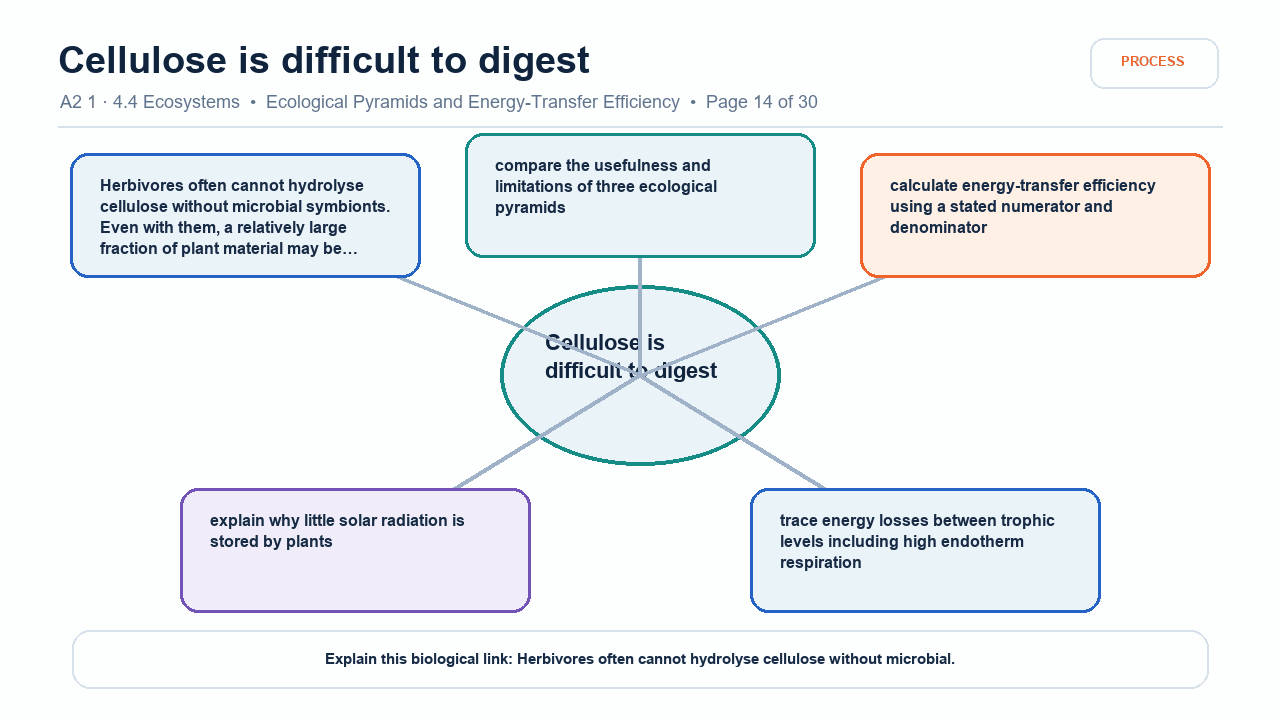 Cellulose is difficult to digest
PROCESS
A2 1 · 4.4 Ecosystems • Ecological Pyramids and Energy-Transfer Efficiency • Page 14 of 30
Herbivores often cannot hydrolyse
cellulose without microbial symbionts.
Even with them, a relatively large
fraction of plant material may be…
compare the usefulness and
limitations of three ecological
pyramids
calculate energy-transfer efficiency
using a stated numerator and
denominator
Cellulose is
difficult to digest
explain why little solar radiation is
stored by plants
trace energy losses between trophic
levels including high endotherm
respiration
Explain this biological link: Herbivores often cannot hydrolyse cellulose without microbial.